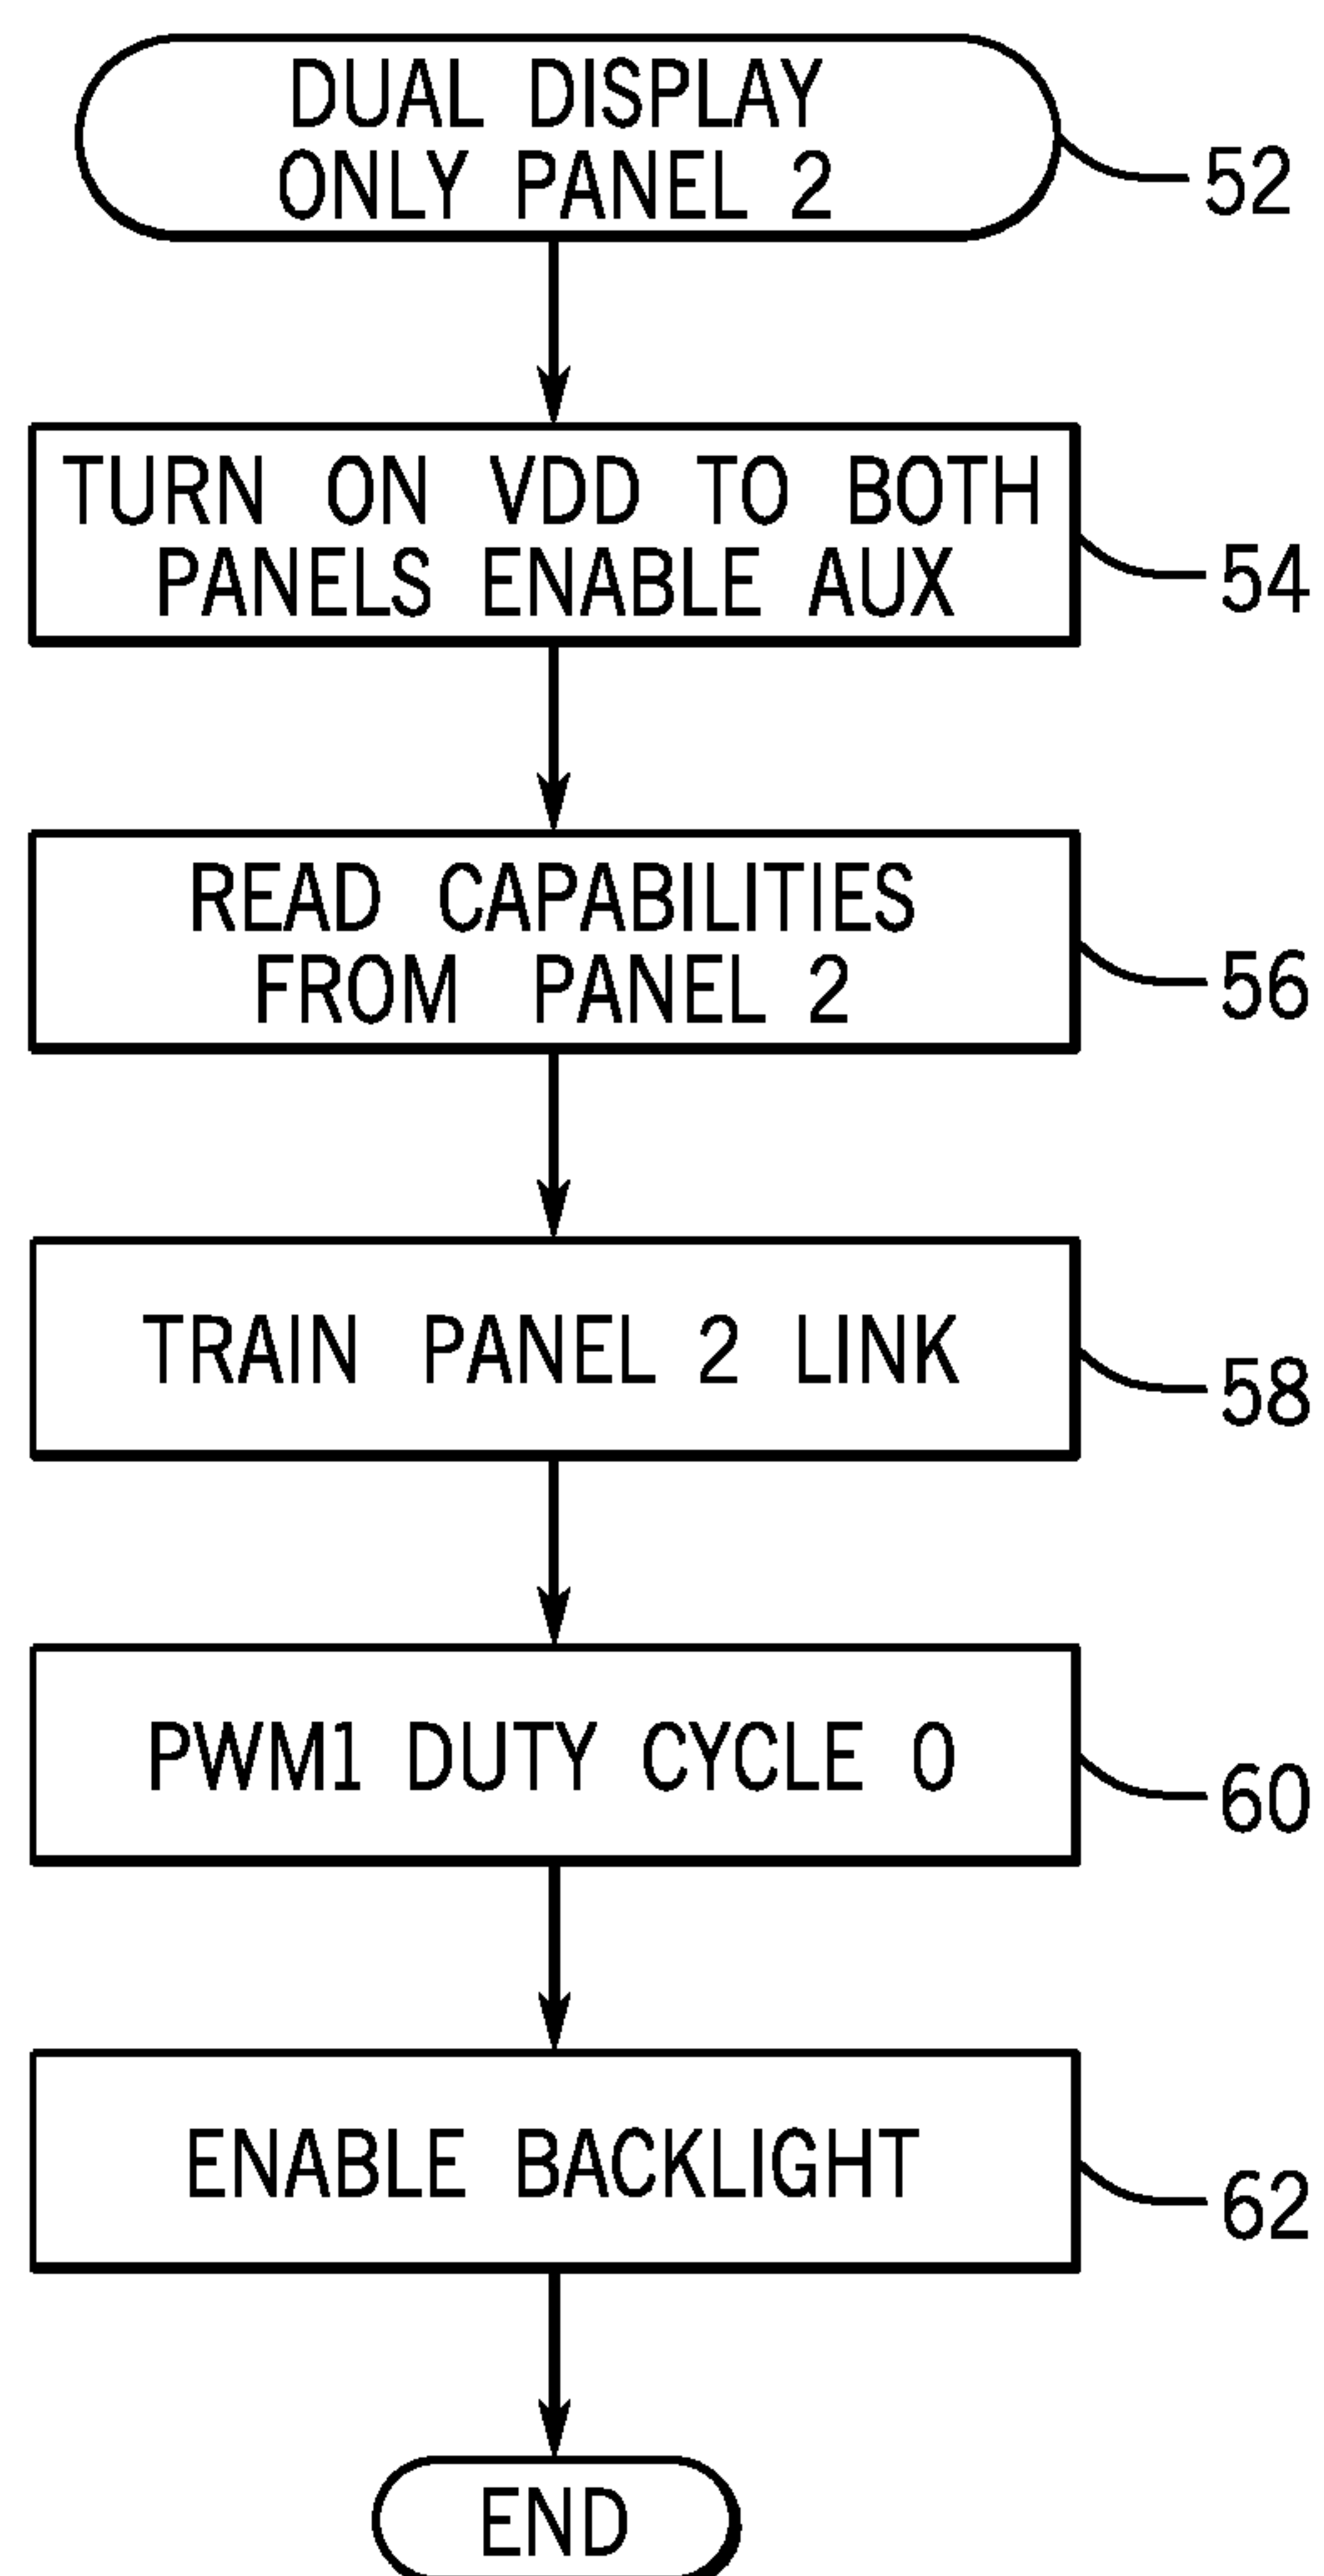 DUAL DISPLAY
ONLY PANEL 2
52
TURN ON VDD TO BOTH
PANELS ENABLE AUX
54
READ CAPABILITIES
FROM PANEL 2
56
TRAIN PANEL 2 LINK
58
PWM1 DUTY CYCLE 0
60
ENABLE BACKLIGHT
62
END